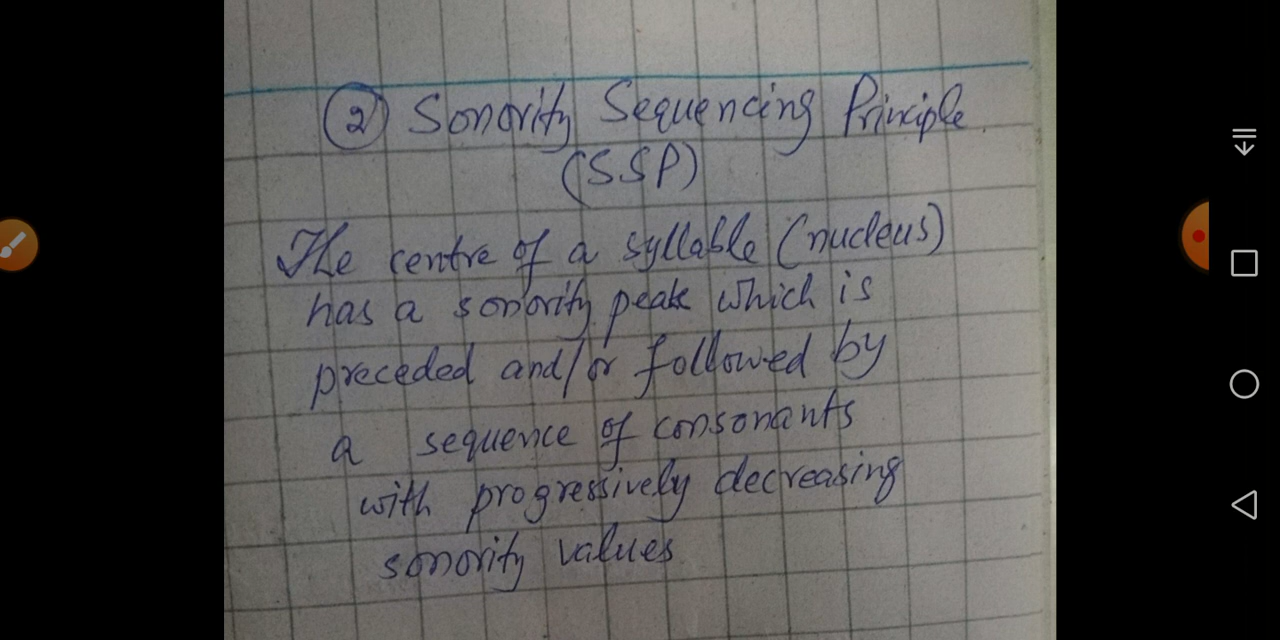 ② Sonority Sequencing Principle
(SSP)
The centre of a syllable (nucleus)
has a sonority peak which is
preceded and/or followed by
a sequence of consonants
with progressively decreasing
sonority values